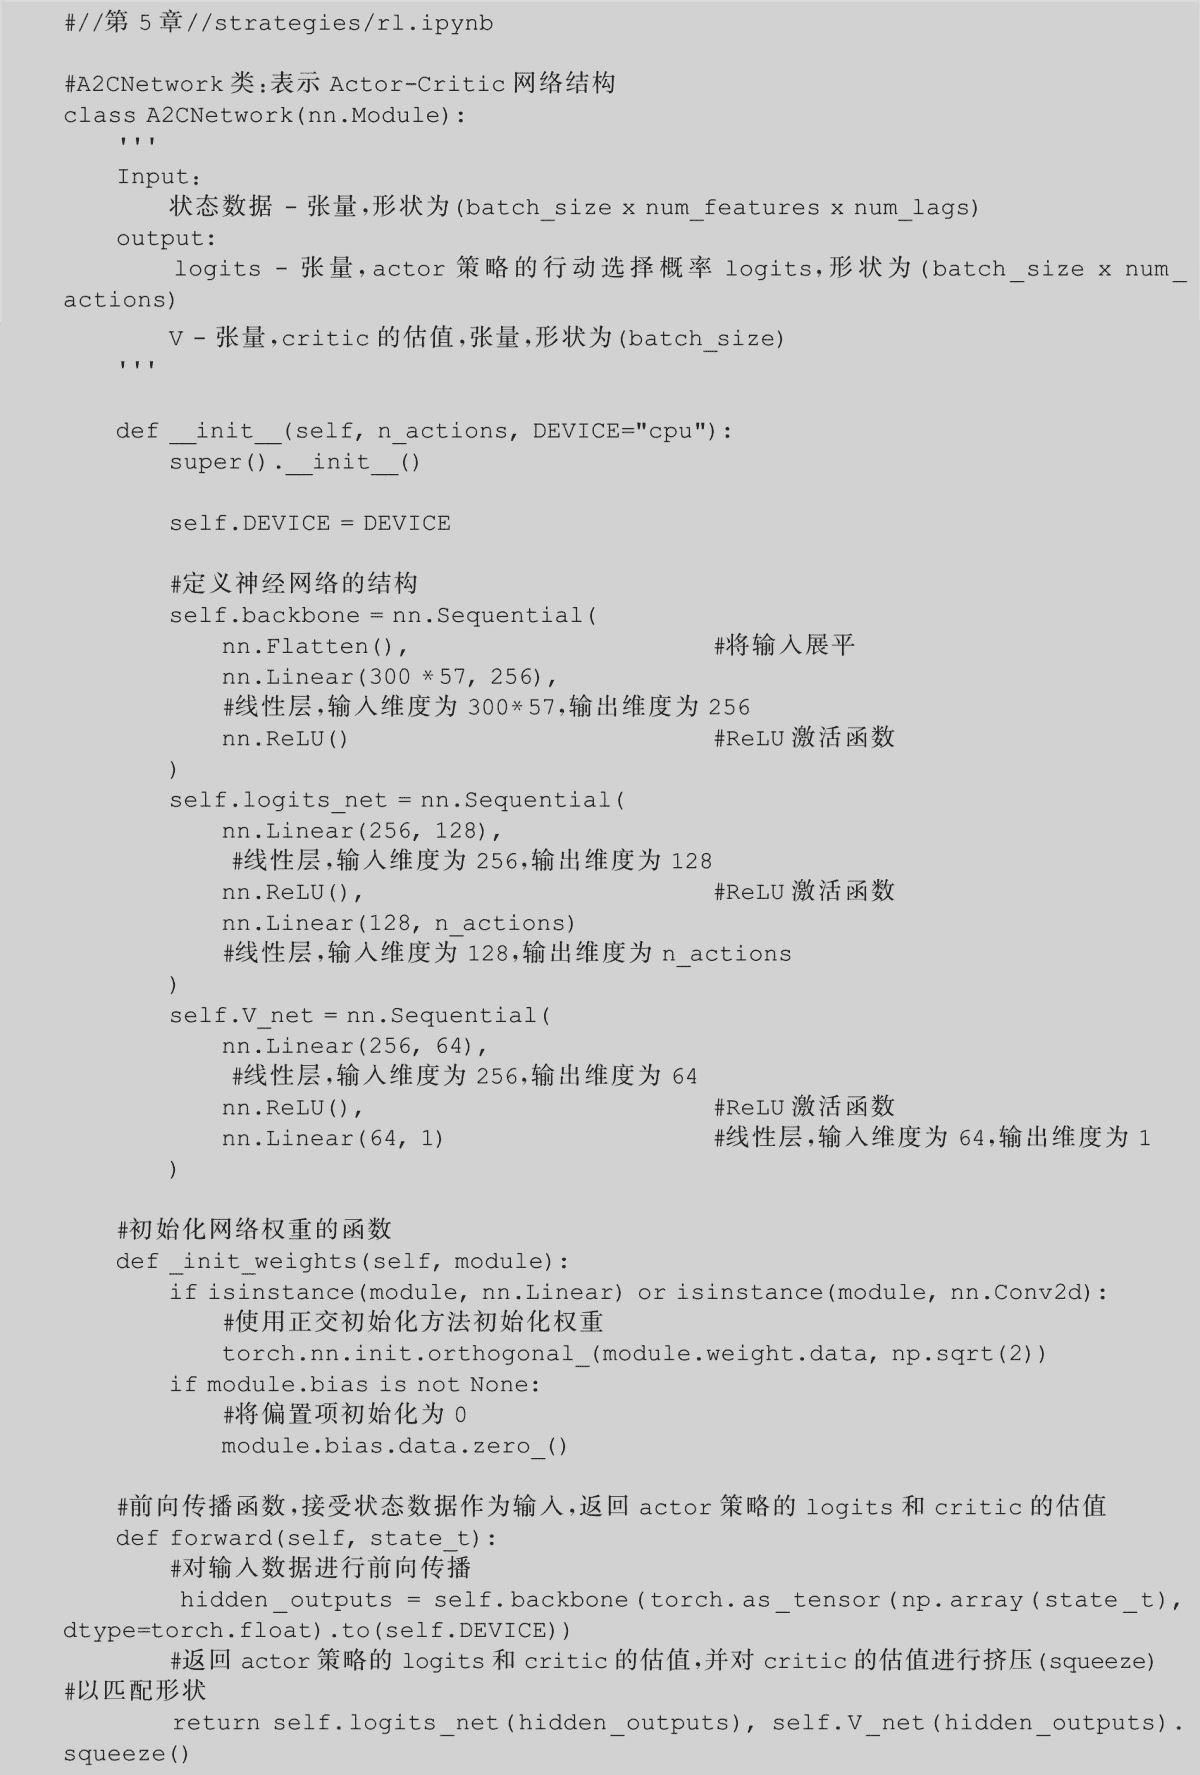 #//第 5 章//strategies/rl.ipynb
#A2CNetwork 类:表示 Actor-Critic 网络结构
class A2CNetwork(nn.Module):
'''
Input:
状态数据 - 张量,形状为(batch_size x num_features x num_lags)
output:
logits - 张量,actor 策略的行动选择概率 logits,形状为(batch_size x num_
actions)
V - 张量,critic 的估值,张量,形状为(batch_size)
'''
def __init__(self, n_actions, DEVICE="cpu"):
super().__init__()
self.DEVICE = DEVICE
#定义神经网络的结构
self.backbone = nn.Sequential(
nn.Flatten(), #将输入展平
nn.Linear(300 *57, 256),
#线性层,输入维度为 300*57,输出维度为 256
nn.ReLU() #ReLU 激活函数
)
self.logits_net = nn.Sequential(
nn.Linear(256, 128),
#线性层,输入维度为 256,输出维度为 128
nn.ReLU(), #ReLU 激活函数
nn.Linear(128, n_actions)
#线性层,输入维度为 128,输出维度为 n_actions
)
self.V_net = nn.Sequential(
nn.Linear(256, 64),
#线性层,输入维度为 256,输出维度为 64
nn.ReLU(), #ReLU 激活函数
nn.Linear(64, 1) #线性层,输入维度为 64,输出维度为 1
)
#初始化网络权重的函数
def _init_weights(self, module):
if isinstance(module, nn.Linear) or isinstance(module, nn.Conv2d):
#使用正交初始化方法初始化权重
torch.nn.init.orthogonal_(module.weight.data, np.sqrt(2))
if module.bias is not None:
#将偏置项初始化为 0
module.bias.data.zero_()
#前向传播函数,接受状态数据作为输入,返回 actor 策略的 logits 和 critic 的估值
def forward(self, state_t):
#对输入数据进行前向传播
hidden_outputs = self.backbone(torch.as_tensor(np.array(state_t),
dtype=torch.float).to(self.DEVICE))
#返回 actor 策略的 logits 和 critic 的估值,并对 critic 的估值进行挤压(squeeze)
#以匹配形状
return self.logits_net(hidden_outputs), self.V_net(hidden_outputs).
squeeze()